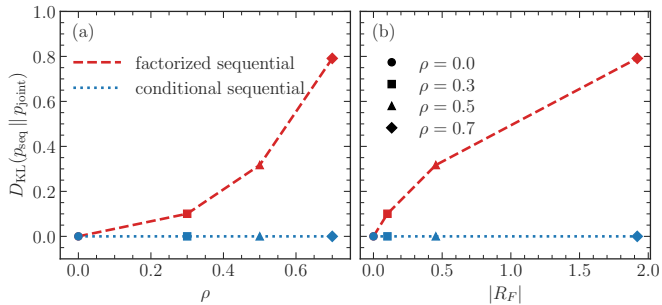 (a)
factorized sequential
conditional sequential
D_KL(p_seq || p_joint)
1.0
0.8
0.6
0.4
0.2
0.0
0.0 0.2 0.4 0.6
ρ
(b)
ρ = 0.0
ρ = 0.3
ρ = 0.5
ρ = 0.7
0.0 0.5 1.0 1.5 2.0
|R_F|